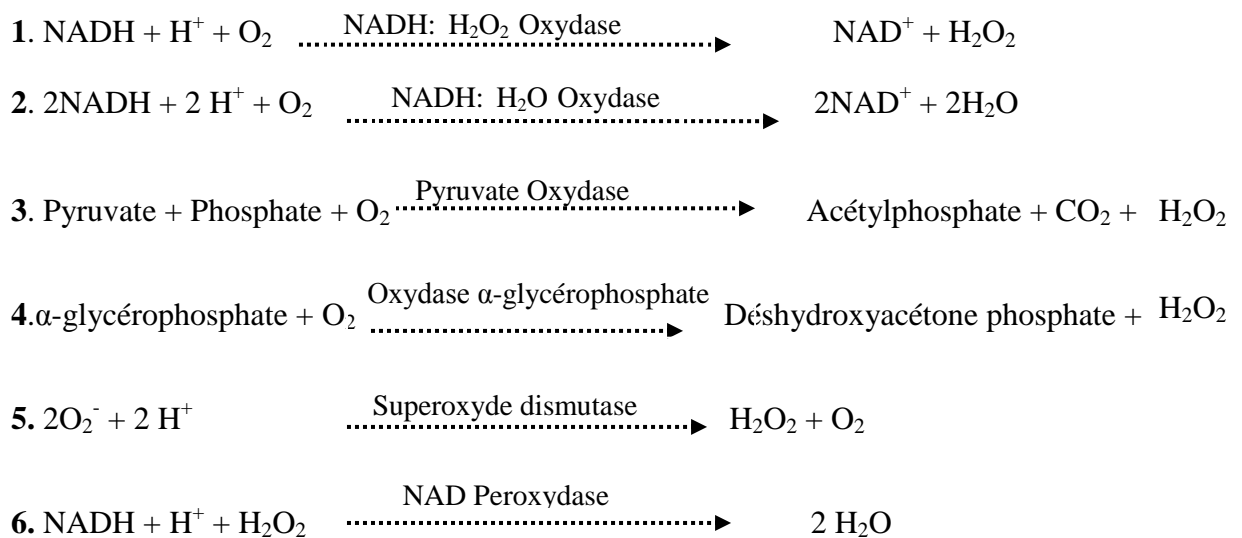 1. NADH + H⁺ + O₂ NADH: H₂O₂ Oxydase NAD⁺ + H₂O₂
2. 2NADH + 2 H⁺ + O₂ NADH: H₂O Oxydase 2NAD⁺ + 2H₂O
3. Pyruvate + Phosphate + O₂ Pyruvate Oxydase Acétylphosphate + CO₂ + H₂O₂
4.α-glycérophosphate + O₂ Oxydase α-glycérophosphate Déshydroxyacétone phosphate + H₂O₂
5. 2O₂⁻ + 2 H⁺ Superoxyde dismutase H₂O₂ + O₂
6. NADH + H⁺ + H₂O₂ NAD Peroxydase 2 H₂O